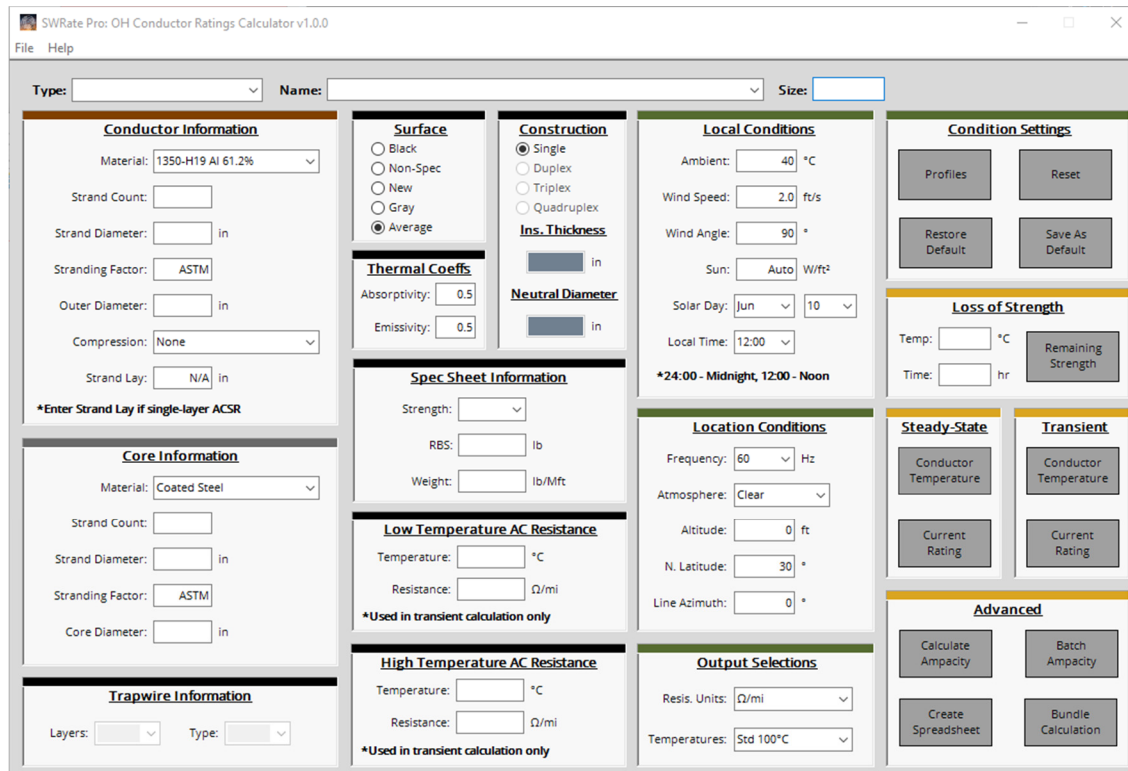 SWRate Pro: OH Conductor Ratings Calculator v1.0.0
File Help
Type: Name: Size:
Conductor Information
Material: 1350-H19 Al 61.2%
Strand Count:
Strand Diameter: in
Stranding Factor: ASTM
Outer Diameter: in
Compression: None
Strand Lay: N/A in
*Enter Strand Lay if single-layer ACSR
Core Information
Material: Coated Steel
Strand Count:
Strand Diameter: in
Stranding Factor: ASTM
Core Diameter: in
Trapwire Information
Layers: Type:
Surface
Black
Non-Spec
New
Gray
Average
Thermal Coeffs
Absorptivity: 0.5
Emissivity: 0.5
Construction
Single
Duplex
Triplex
Quadruplex
Ins. Thickness
in
Neutral Diameter
in
Spec Sheet Information
Strength:
RBS: lb
Weight: lb/Mft
Low Temperature AC Resistance
Temperature: °C
Resistance: Ω/mi
*Used in transient calculation only
High Temperature AC Resistance
Temperature: °C
Resistance: Ω/mi
*Used in transient calculation only
Local Conditions
Ambient: 40 °C
Wind Speed: 2.0 ft/s
Wind Angle: 90 °
Sun: Auto W/ft²
Solar Day: Jun 10
Local Time: 12:00
*24:00 - Midnight, 12:00 - Noon
Location Conditions
Frequency: 60 Hz
Atmosphere: Clear
Altitude: 0 ft
N. Latitude: 30 °
Line Azimuth: 0 °
Output Selections
Resis. Units: Ω/mi
Temperatures: Std 100°C
Condition Settings
Profiles
Reset
Restore
Default
Save As
Default
Loss of Strength
Temp: °C
Time: hr
Remaining
Strength
Steady-State
Conductor
Temperature
Current
Rating
Transient
Conductor
Temperature
Current
Rating
Advanced
Calculate
Ampacity
Batch
Ampacity
Create
Spreadsheet
Bundle
Calculation